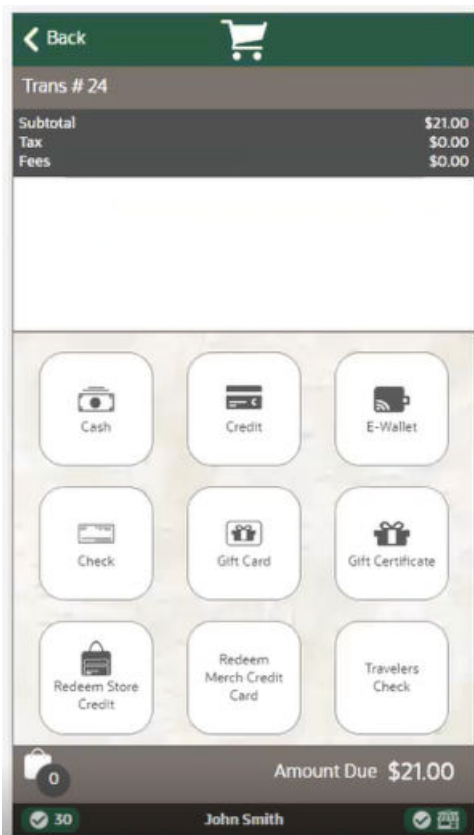 Back
Trans # 24
Subtotal $21.00
Tax $0.00
Fees $0.00
Cash
Credit
E-Wallet
Check
Gift Card
Gift Certificate
Redeem Store
Credit
Redeem
Merch Credit
Card
Travelers
Check
0
Amount Due $21.00
30
John Smith